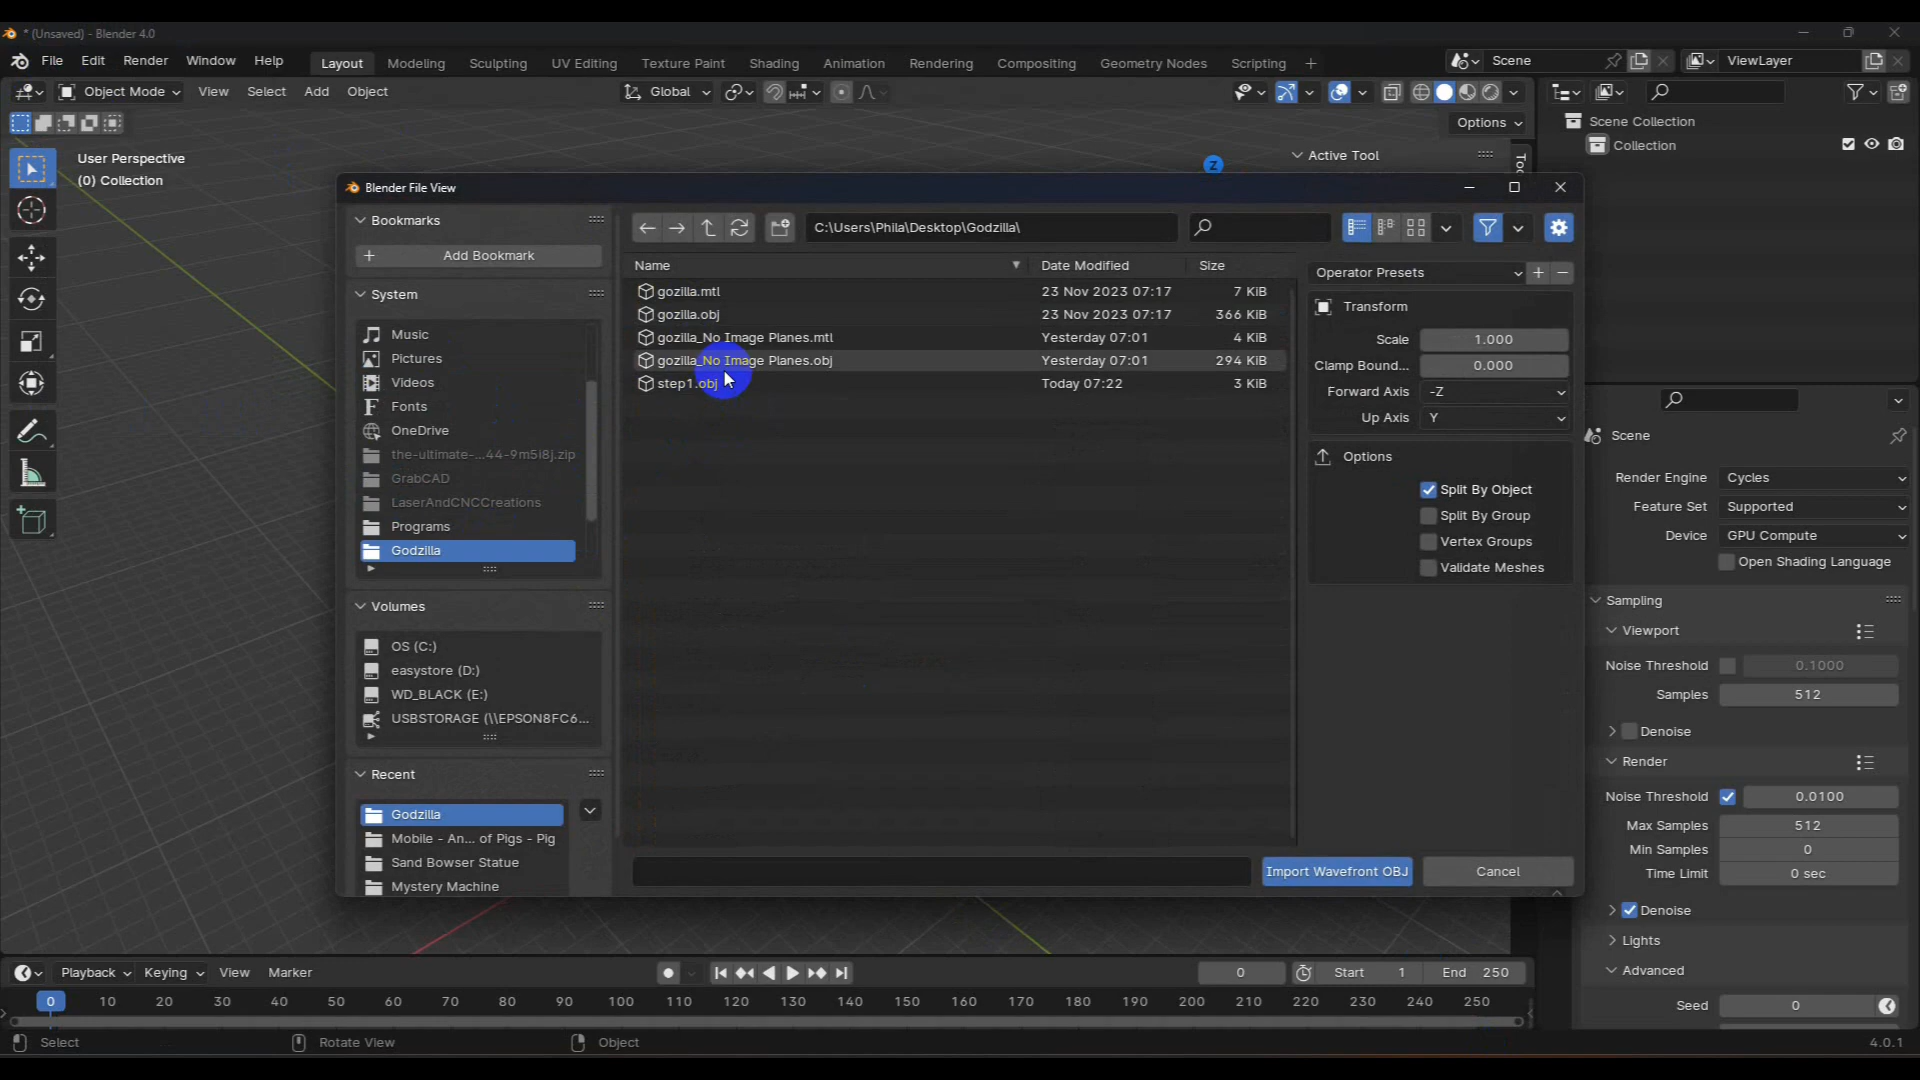 * (Unsaved) - Blender 4.0
File Edit Render Window Help Layout Modeling Sculpting UV Editing Texture Paint Shading Animation Rendering Compositing Geometry Nodes Scripting + Scene ViewLayer
Object Mode View Select Add Object Global
Options
User Perspective
(0) Collection
Z
Active Tool
Scene Collection
Collection
Blender File View
Bookmarks
Add Bookmark
System
Music
Pictures
Videos
Fonts
OneDrive
the-ultimate-...44-9m5i8j.zip
GrabCAD
LaserAndCNCCreations
Programs
Godzilla
Volumes
OS (C:)
easystore (D:)
WD_BLACK (E:)
USBSTORAGE (\\EPSON8FC6...
Recent
Godzilla
Mobile - An... of Pigs - Pig
Sand Bowser Statue
Mystery Machine
C:\Users\Phila\Desktop\Godzilla\
Name Date Modified Size
gozilla.mtl 23 Nov 2023 07:17 7 KiB
gozilla.obj 23 Nov 2023 07:17 366 KiB
gozilla_No Image Planes.mtl Yesterday 07:01 4 KiB
gozilla_No Image Planes.obj Yesterday 07:01 294 KiB
step1.obj Today 07:22 3 KiB
Operator Presets
Transform
Scale 1.000
Clamp Bound... 0.000
Forward Axis -Z
Up Axis Y
Options
Split By Object
Split By Group
Vertex Groups
Validate Meshes
Import Wavefront OBJ Cancel
Scene
Render Engine Cycles
Feature Set Supported
Device GPU Compute
Open Shading Language
Sampling
Viewport
Noise Threshold 0.1000
Samples 512
Denoise
Render
Noise Threshold 0.0100
Max Samples 512
Min Samples 0
Time Limit 0 sec
Denoise
Lights
Advanced
Seed 0
Playback Keying View Marker 0 Start 1 End 250
0 10 20 30 40 50 60 70 80 90 100 110 120 130 140 150 160 170 180 190 200 210 220 230 240 250
Select Rotate View Object 4.0.1